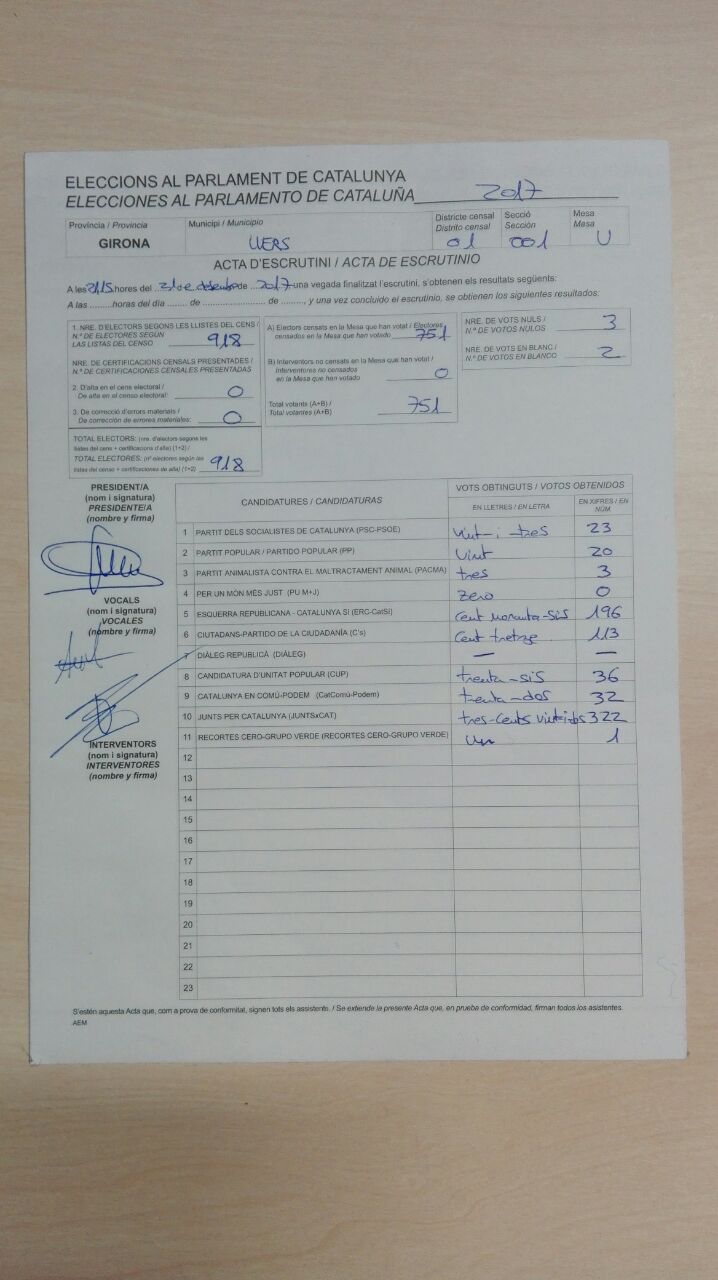 ELECCIONS AL PARLAMENT DE CATALUNYA
ELECCIONES AL PARLAMENTO DE CATALUÑA 2017
Província / Provincia Municipi / Municipio Districte censal Secció Mesa
Distrito censal Sección Mesa
GIRONA LLERS 01 001 U
ACTA D'ESCRUTINI / ACTA DE ESCRUTINIO
A les 21'15 hores del 21 de desembre de 2017 una vegada finalitzat l'escrutini, s'obtenen els resultats següents:
A las ..........horas del día ....... de ................................ de ........, y una vez concluido el escrutinio, se obtienen los siguientes resultados:
1. NRE. D'ELECTORS SEGONS LES LLISTES DEL CENS /
N.º DE ELECTORES SEGÚN
LAS LISTAS DEL CENSO 918
NRE. DE CERTIFICACIONS CENSALS PRESENTADES /
N.º DE CERTIFICACIONES CENSALES PRESENTADAS
2. D'alta en el cens electoral /
De alta en el censo electoral: 0
3. De correcció d'errors materials /
De corrección de errores materiales: 0
TOTAL ELECTORS: (nre. d'electors segons les
llistes del cens + certificacions d'alta) (1+2) /
TOTAL ELECTORES: (nº electores según las
listas del censo + certificaciones de alta) (1+2) 918
A) Electors censats en la Mesa que han votat / Electores
censados en la Mesa que han votado 751
B) Interventors no censats en la Mesa que han votat /
Interventores no censados
en la Mesa que han votado 0
Total votants (A+B) /
Total votantes (A+B) 751
NRE. DE VOTS NULS /
N.º DE VOTOS NULOS 3
NRE. DE VOTS EN BLANC /
N.º DE VOTOS EN BLANCO 2
PRESIDENT/A
(nom i signatura)
PRESIDENTE/A
(nombre y firma)
VOCALS
(nom i signatura)
VOCALES
(nombre y firma)
INTERVENTORS
(nom i signatura)
INTERVENTORES
(nombre y firma)
CANDIDATURES / CANDIDATURAS VOTS OBTINGUTS / VOTOS OBTENIDOS
EN LLETRES / EN LETRA EN XIFRES / EN NÚM.
1 PARTIT DELS SOCIALISTES DE CATALUNYA (PSC-PSOE) vint-i-tres 23
2 PARTIT POPULAR / PARTIDO POPULAR (PP) vint 20
3 PARTIT ANIMALISTA CONTRA EL MALTRACTAMENT ANIMAL (PACMA) tres 3
4 PER UN MÓN MÉS JUST (PU M+J) zero 0
5 ESQUERRA REPUBLICANA - CATALUNYA SI (ERC-CatSí) Cent noranta-sis 196
6 CIUTADANS-PARTIDO DE LA CIUDADANÍA (C's) Cent tretze 113
7 DIÀLEG REPUBLICÀ (DIÀLEG) — —
8 CANDIDATURA D'UNITAT POPULAR (CUP) trenta-sis 36
9 CATALUNYA EN COMÚ-PODEM (CatComú-Podem) trenta-dos 32
10 JUNTS PER CATALUNYA (JUNTSxCAT) tres-cents vint-i-dos 322
11 RECORTES CERO-GRUPO VERDE (RECORTES CERO-GRUPO VERDE) un 1
12
13
14
15
16
17
18
19
20
21
22
23
S'estén aquesta Acta que, com a prova de conformitat, signen tots els assistents. / Se extiende la presente Acta que, en prueba de conformidad, firman todos los asistentes.
AEM